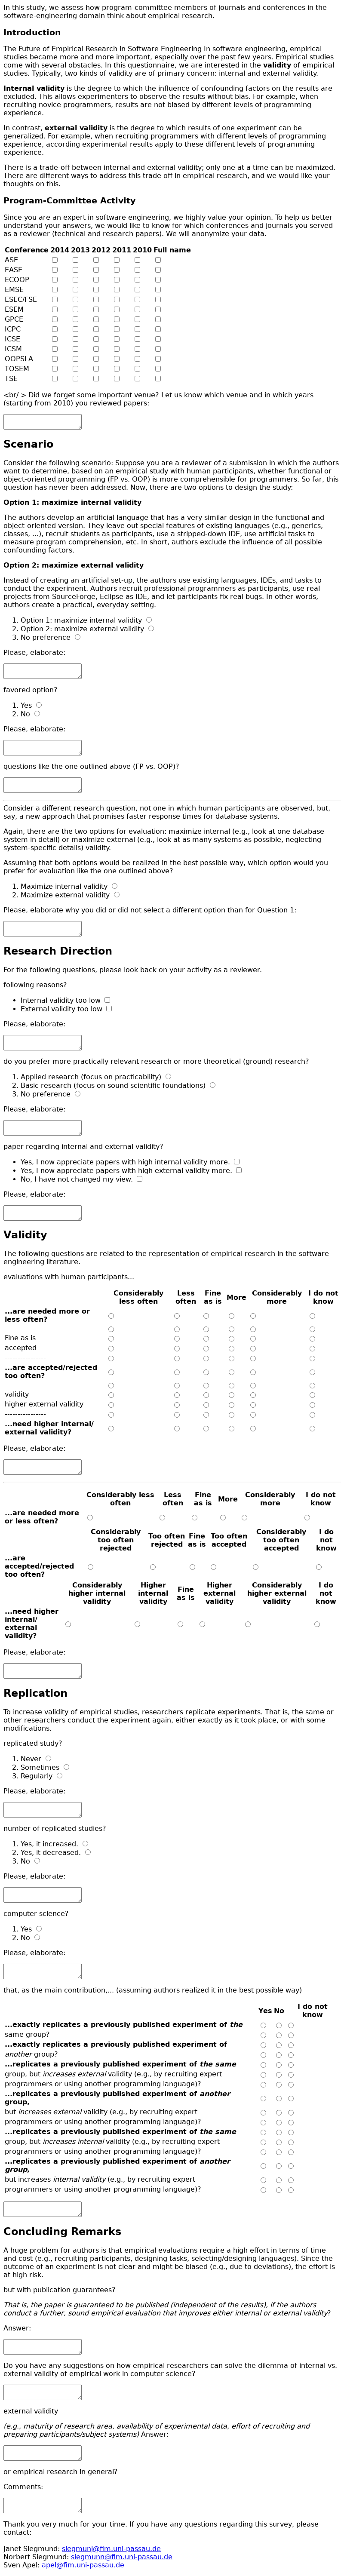 In this study, we assess how program-committee members of journals and conferences in the
software-engineering domain think about empirical research.
Introduction
The Future of Empirical Research in Software Engineering In software engineering, empirical
studies became more and more important, especially over the past few years. Empirical studies
come with several obstacles. In this questionnaire, we are interested in the validity of empirical
studies. Typically, two kinds of validity are of primary concern: internal and external validity.
Internal validity is the degree to which the influence of confounding factors on the results are
excluded. This allows experimenters to observe the results without bias. For example, when
recruiting novice programmers, results are not biased by different levels of programming
experience.
In contrast, external validity is the degree to which results of one experiment can be
generalized. For example, when recruiting programmers with different levels of programming
experience, according experimental results apply to these different levels of programming
experience.
There is a trade-off between internal and external validity; only one at a time can be maximized.
There are different ways to address this trade off in empirical research, and we would like your
thoughts on this.
Program-Committee Activity
Since you are an expert in software engineering, we highly value your opinion. To help us better
understand your answers, we would like to know for which conferences and journals you served
as a reviewer (technical and research papers). We will anonymize your data.
Conference 2014 2013 2012 2011 2010 Full name
ASE
EASE
ECOOP
EMSE
ESEC/FSE
ESEM
GPCE
ICPC
ICSE
ICSM
OOPSLA
TOSEM
TSE
<br/ > Did we forget some important venue? Let us know which venue and in which years
(starting from 2010) you reviewed papers:
Scenario
Consider the following scenario: Suppose you are a reviewer of a submission in which the authors
want to determine, based on an empirical study with human participants, whether functional or
object-oriented programming (FP vs. OOP) is more comprehensible for programmers. So far, this
question has never been addressed. Now, there are two options to design the study:
Option 1: maximize internal validity
The authors develop an artificial language that has a very similar design in the functional and
object-oriented version. They leave out special features of existing languages (e.g., generics,
classes, ...), recruit students as participants, use a stripped-down IDE, use artificial tasks to
measure program comprehension, etc. In short, authors exclude the influence of all possible
confounding factors.
Option 2: maximize external validity
Instead of creating an artificial set-up, the authors use existing languages, IDEs, and tasks to
conduct the experiment. Authors recruit professional programmers as participants, use real
projects from SourceForge, Eclipse as IDE, and let participants fix real bugs. In other words,
authors create a practical, everyday setting.
1. Option 1: maximize internal validity
2. Option 2: maximize external validity
3. No preference
Please, elaborate:
favored option?
1. Yes
2. No
Please, elaborate:
questions like the one outlined above (FP vs. OOP)?
Consider a different research question, not one in which human participants are observed, but,
say, a new approach that promises faster response times for database systems.
Again, there are the two options for evaluation: maximize internal (e.g., look at one database
system in detail) or maximize external (e.g., look at as many systems as possible, neglecting
system-specific details) validity.
Assuming that both options would be realized in the best possible way, which option would you
prefer for evaluation like the one outlined above?
1. Maximize internal validity
2. Maximize external validity
Please, elaborate why you did or did not select a different option than for Question 1:
Research Direction
For the following questions, please look back on your activity as a reviewer.
following reasons?
• Internal validity too low
• External validity too low
Please, elaborate:
do you prefer more practically relevant research or more theoretical (ground) research?
1. Applied research (focus on practicability)
2. Basic research (focus on sound scientific foundations)
3. No preference
Please, elaborate:
paper regarding internal and external validity?
• Yes, I now appreciate papers with high internal validity more.
• Yes, I now appreciate papers with high external validity more.
• No, I have not changed my view.
Please, elaborate:
Validity
The following questions are related to the representation of empirical research in the software-
engineering literature.
evaluations with human participants...
Considerably less often Less often Fine as is More Considerably more I do not know
...are needed more or less often?
Fine as is
accepted
----------------
...are accepted/rejected too often?
validity
higher external validity
----------------
...need higher internal/ external validity?
Please, elaborate:
Considerably less often Less often Fine as is More Considerably more I do not know
...are needed more or less often?
Considerably too often rejected Too often rejected Fine as is Too often accepted Considerably too often accepted I do not know
...are accepted/rejected too often?
Considerably higher internal validity Higher internal validity Fine as is Higher external validity Considerably higher external validity I do not know
...need higher internal/ external validity?
Please, elaborate:
Replication
To increase validity of empirical studies, researchers replicate experiments. That is, the same or
other researchers conduct the experiment again, either exactly as it took place, or with some
modifications.
replicated study?
1. Never
2. Sometimes
3. Regularly
Please, elaborate:
number of replicated studies?
1. Yes, it increased.
2. Yes, it decreased.
3. No
Please, elaborate:
computer science?
1. Yes
2. No
Please, elaborate:
that, as the main contribution,... (assuming authors realized it in the best possible way)
Yes No I do not know
...exactly replicates a previously published experiment of the
same group?
...exactly replicates a previously published experiment of
another group?
...replicates a previously published experiment of the same
group, but increases external validity (e.g., by recruiting expert
programmers or using another programming language)?
...replicates a previously published experiment of another group,
but increases external validity (e.g., by recruiting expert
programmers or using another programming language)?
...replicates a previously published experiment of the same
group, but increases internal validity (e.g., by recruiting expert
programmers or using another programming language)?
...replicates a previously published experiment of another group,
but increases internal validity (e.g., by recruiting expert
programmers or using another programming language)?
Concluding Remarks
A huge problem for authors is that empirical evaluations require a high effort in terms of time
and cost (e.g., recruiting participants, designing tasks, selecting/designing languages). Since the
outcome of an experiment is not clear and might be biased (e.g., due to deviations), the effort is
at high risk.
but with publication guarantees?
That is, the paper is guaranteed to be published (independent of the results), if the authors
conduct a further, sound empirical evaluation that improves either internal or external validity?
Answer:
Do you have any suggestions on how empirical researchers can solve the dilemma of internal vs.
external validity of empirical work in computer science?
external validity
(e.g., maturity of research area, availability of experimental data, effort of recruiting and
preparing participants/subject systems) Answer:
or empirical research in general?
Comments:
Thank you very much for your time. If you have any questions regarding this survey, please
contact:
Janet Siegmund: siegmunj@fim.uni-passau.de
Norbert Siegmund: siegmunn@fim.uni-passau.de
Sven Apel: apel@fim.uni-passau.de